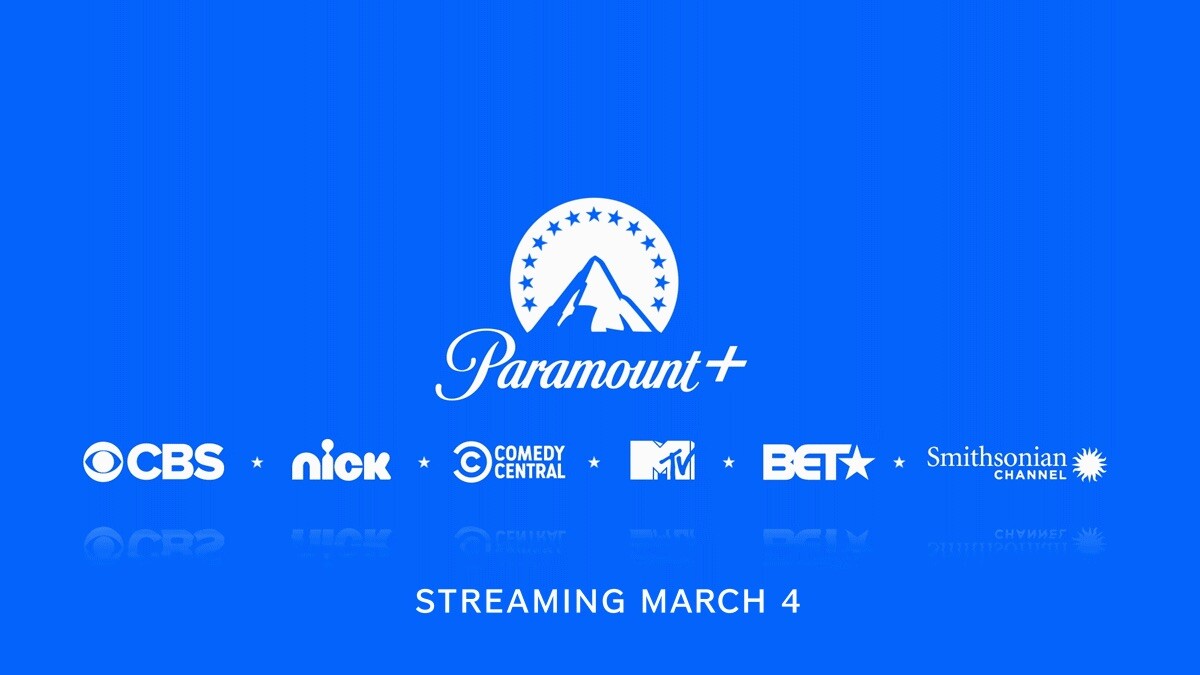 Paramount+
CBS nick COMEDY CENTRAL MTV BET Smithsonian CHANNEL
STREAMING MARCH 4